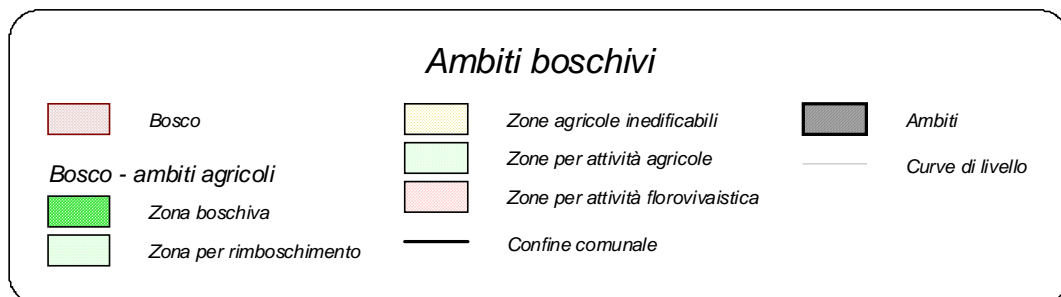 Ambiti boschivi
Bosco
Bosco - ambiti agricoli
Zona boschiva
Zona per rimboschimento
Zone agricole inedificabili
Zone per attività agricole
Zone per attività florovivaistica
Confine comunale
Ambiti
Curve di livello